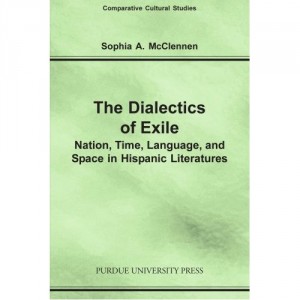 Comparative Cultural Studies
Sophia A. McClennen
The Dialectics
of Exile
Nation, Time, Language, and
Space in Hispanic Literatures
PURDUE UNIVERSITY PRESS